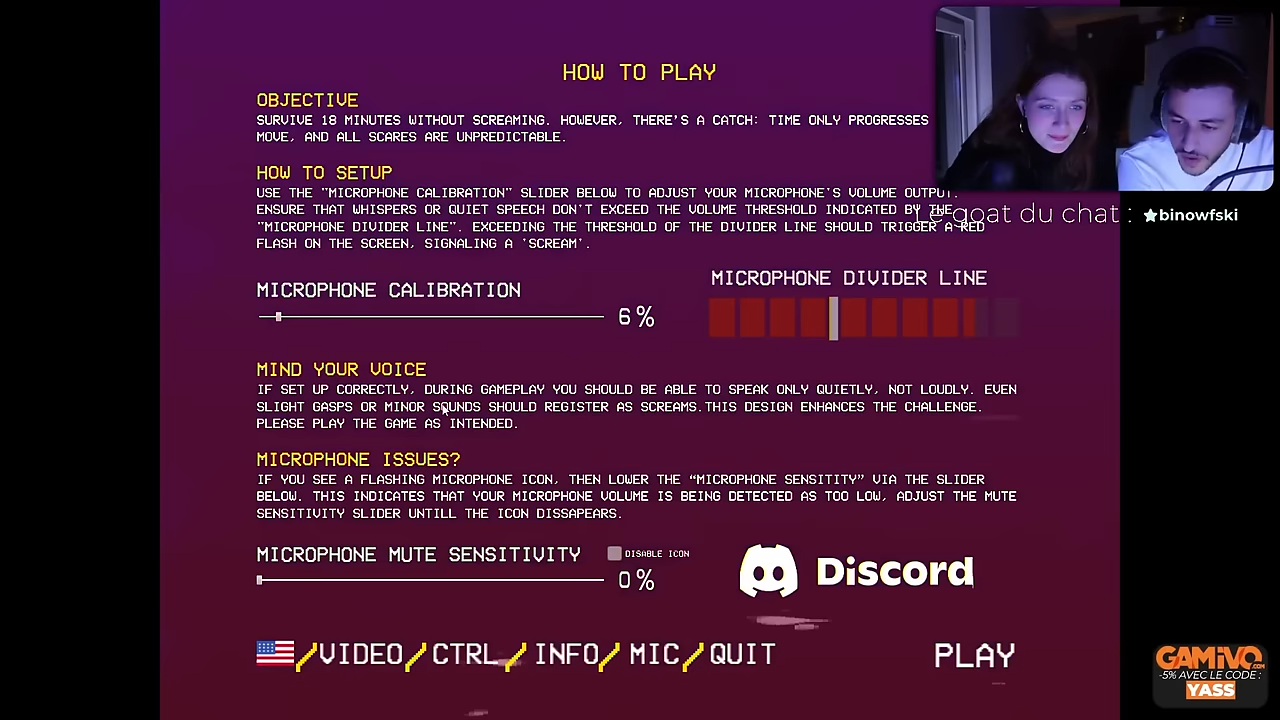 HOW TO PLAY
OBJECTIVE
SURVIVE 18 MINUTES WITHOUT SCREAMING. HOWEVER, THERE'S A CATCH: TIME ONLY PROGRESSES
MOVE, AND ALL SCARES ARE UNPREDICTABLE.
HOW TO SETUP
USE THE "MICROPHONE CALIBRATION" SLIDER BELOW TO ADJUST YOUR MICROPHONE'S VOLUME OUTPUT.
ENSURE THAT WHISPERS OR QUIET SPEECH DON'T EXCEED THE VOLUME THRESHOLD INDICATED BY THE
Le goat du chat : binowfski
"MICROPHONE DIVIDER LINE". EXCEEDING THE THRESHOLD OF THE DIVIDER LINE SHOULD TRIGGER A RED
FLASH ON THE SCREEN, SIGNALING A 'SCREAM'.
MICROPHONE CALIBRATION
6%
MICROPHONE DIVIDER LINE
MIND YOUR VOICE
IF SET UP CORRECTLY, DURING GAMEPLAY YOU SHOULD BE ABLE TO SPEAK ONLY QUIETLY, NOT LOUDLY. EVEN
SLIGHT GASPS OR MINOR SOUNDS SHOULD REGISTER AS SCREAMS.THIS DESIGN ENHANCES THE CHALLENGE.
PLEASE PLAY THE GAME AS INTENDED.
MICROPHONE ISSUES?
IF YOU SEE A FLASHING MICROPHONE ICON, THEN LOWER THE “MICROPHONE SENSITITY” VIA THE SLIDER
BELOW. THIS INDICATES THAT YOUR MICROPHONE VOLUME IS BEING DETECTED AS TOO LOW, ADJUST THE MUTE
SENSITIVITY SLIDER UNTILL THE ICON DISSAPEARS.
MICROPHONE MUTE SENSITIVITY
DISABLE ICON
0%
Discord
/VIDEO/CTRL/INFO/MIC/QUIT
PLAY
GAMIVO.COM
-5% AVEC LE CODE :
YASS